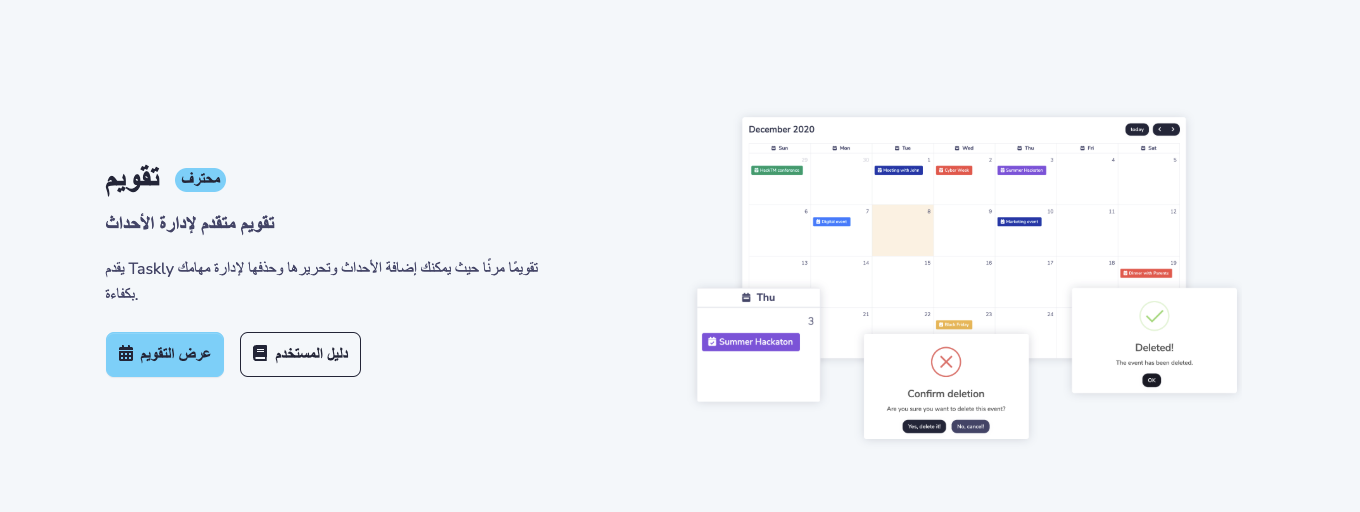 تقويم محترف
تقويم متقدم لإدارة الأحداث
يقدم Taskly تقويمًا مرنًا حيث يمكنك إضافة الأحداث وتحريرها وحذفها لإدارة مهامك
بكفاءة.
عرض التقويم
دليل المستخدم
December 2020
today
Sun Mon Tue Wed Thu Fri Sat
29 30 1 2 3 4 5
HackTM conference Meeting with Jane Cyber Week Summer Hackaton
6 7 8 9 10 11 12
Digital event Marketing event
13 14 15 16 17 18 19
Dinner with Parents
21 22 23 24
Black Friday
Thu
3
Summer Hackaton
Confirm deletion
Are you sure you want to delete this event?
Yes, delete it! No, cancel!
Deleted!
The event has been deleted.
OK